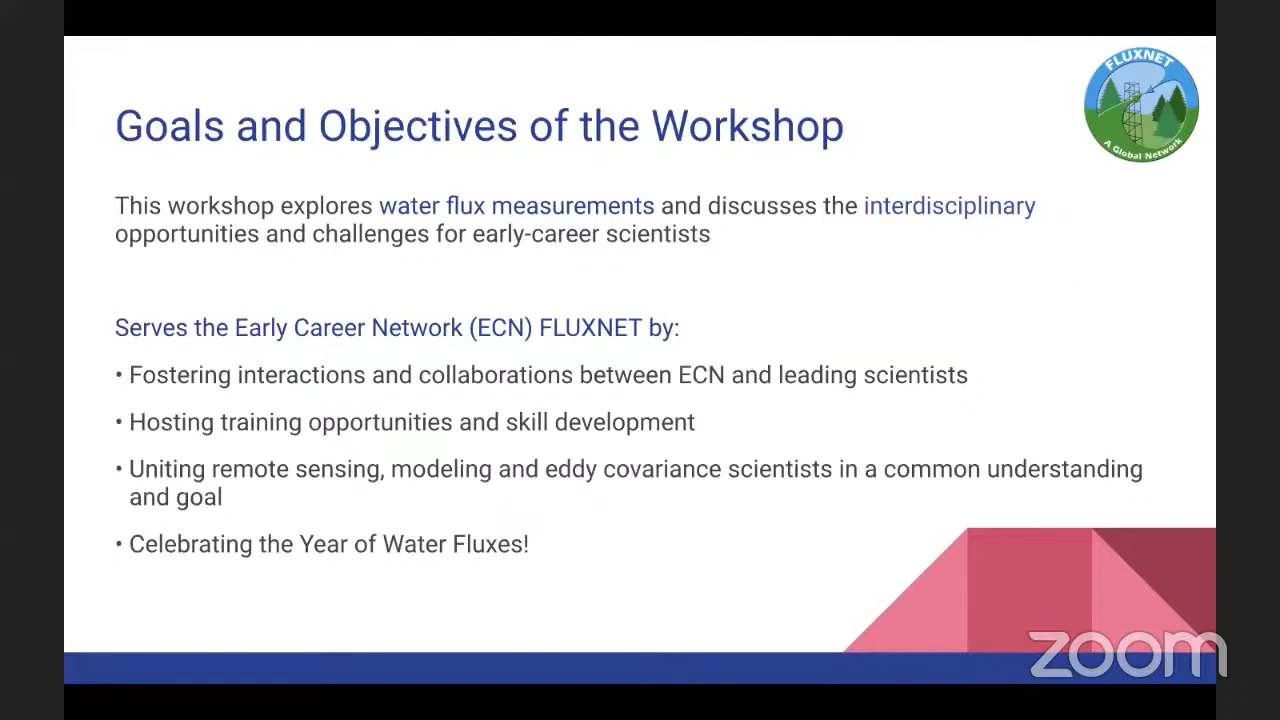 FLUXNET
A Global Network
Goals and Objectives of the Workshop
This workshop explores water flux measurements and discusses the interdisciplinary
opportunities and challenges for early-career scientists
Serves the Early Career Network (ECN) FLUXNET by:
• Fostering interactions and collaborations between ECN and leading scientists
• Hosting training opportunities and skill development
• Uniting remote sensing, modeling and eddy covariance scientists in a common understanding
and goal
• Celebrating the Year of Water Fluxes!
zoom